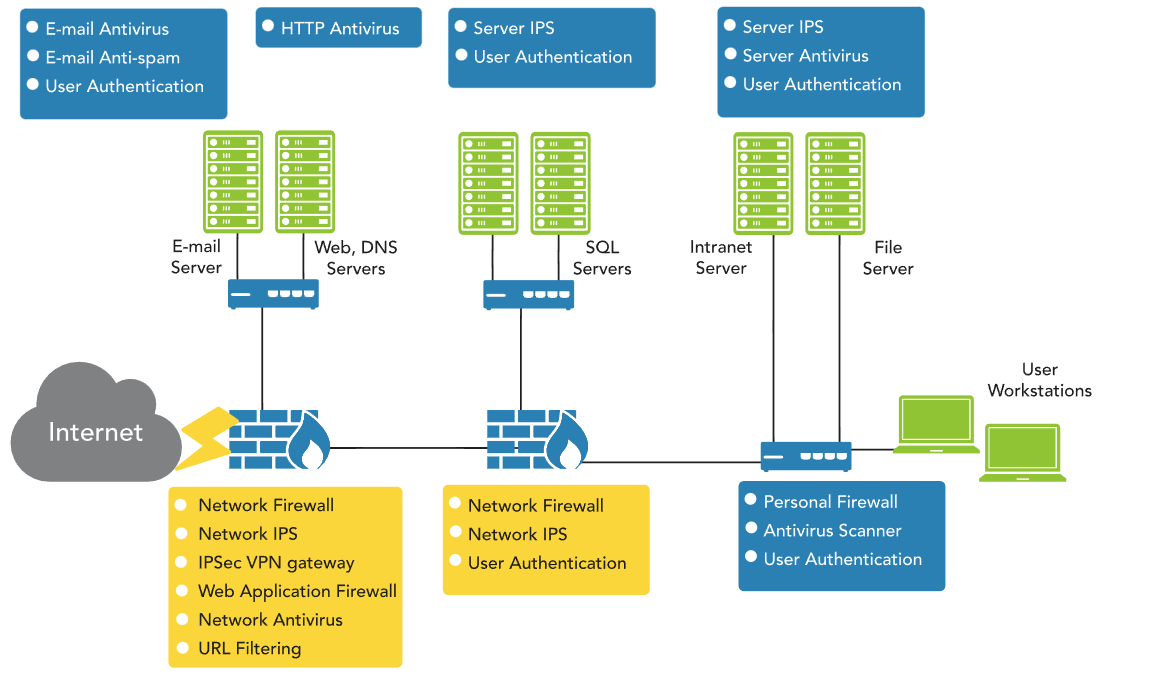 E-mail Antivirus
E-mail Anti-spam
User Authentication
HTTP Antivirus
Server IPS
User Authentication
Server IPS
Server Antivirus
User Authentication
E-mail
Server
Web, DNS
Servers
SQL
Servers
Intranet
Server
File
Server
User
Workstations
Internet
Network Firewall
Network IPS
IPSec VPN gateway
Web Application Firewall
Network Antivirus
URL Filtering
Network Firewall
Network IPS
User Authentication
Personal Firewall
Antivirus Scanner
User Authentication